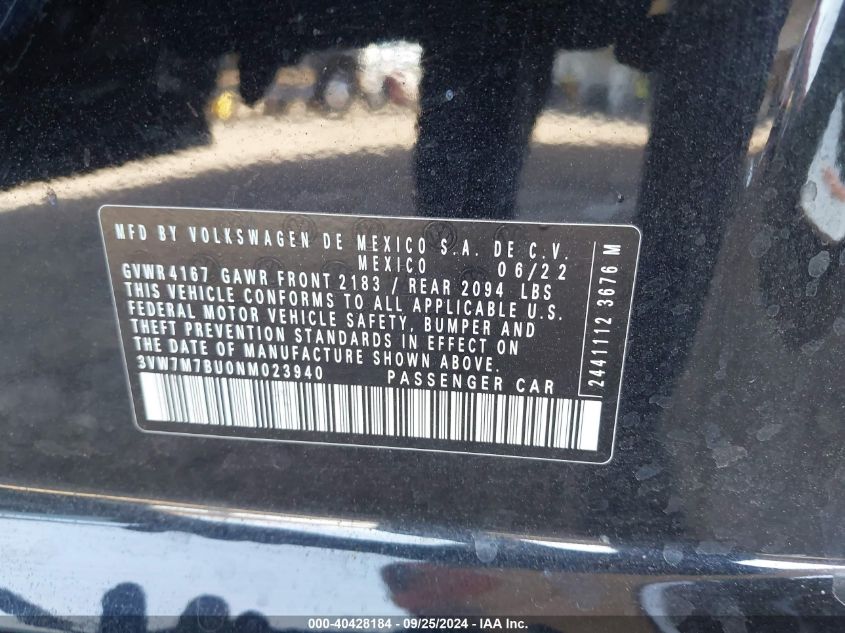 MFD BY VOLKSWAGEN DE MEXICO S.A. DE C.V.
MEXICO 06/22
GVWR 4167 GAWR FRONT 2183 / REAR 2094 LBS
THIS VEHICLE CONFORMS TO ALL APPLICABLE U.S.
FEDERAL MOTOR VEHICLE SAFETY, BUMPER AND
THEFT PREVENTION STANDARDS IN EFFECT ON
THE DATE OF MANUFACTURE SHOWN ABOVE.
3VW7M7BU0NM023940 PASSENGER CAR
2441112 3676 M
000-40428184 - 09/25/2024 - IAA Inc.